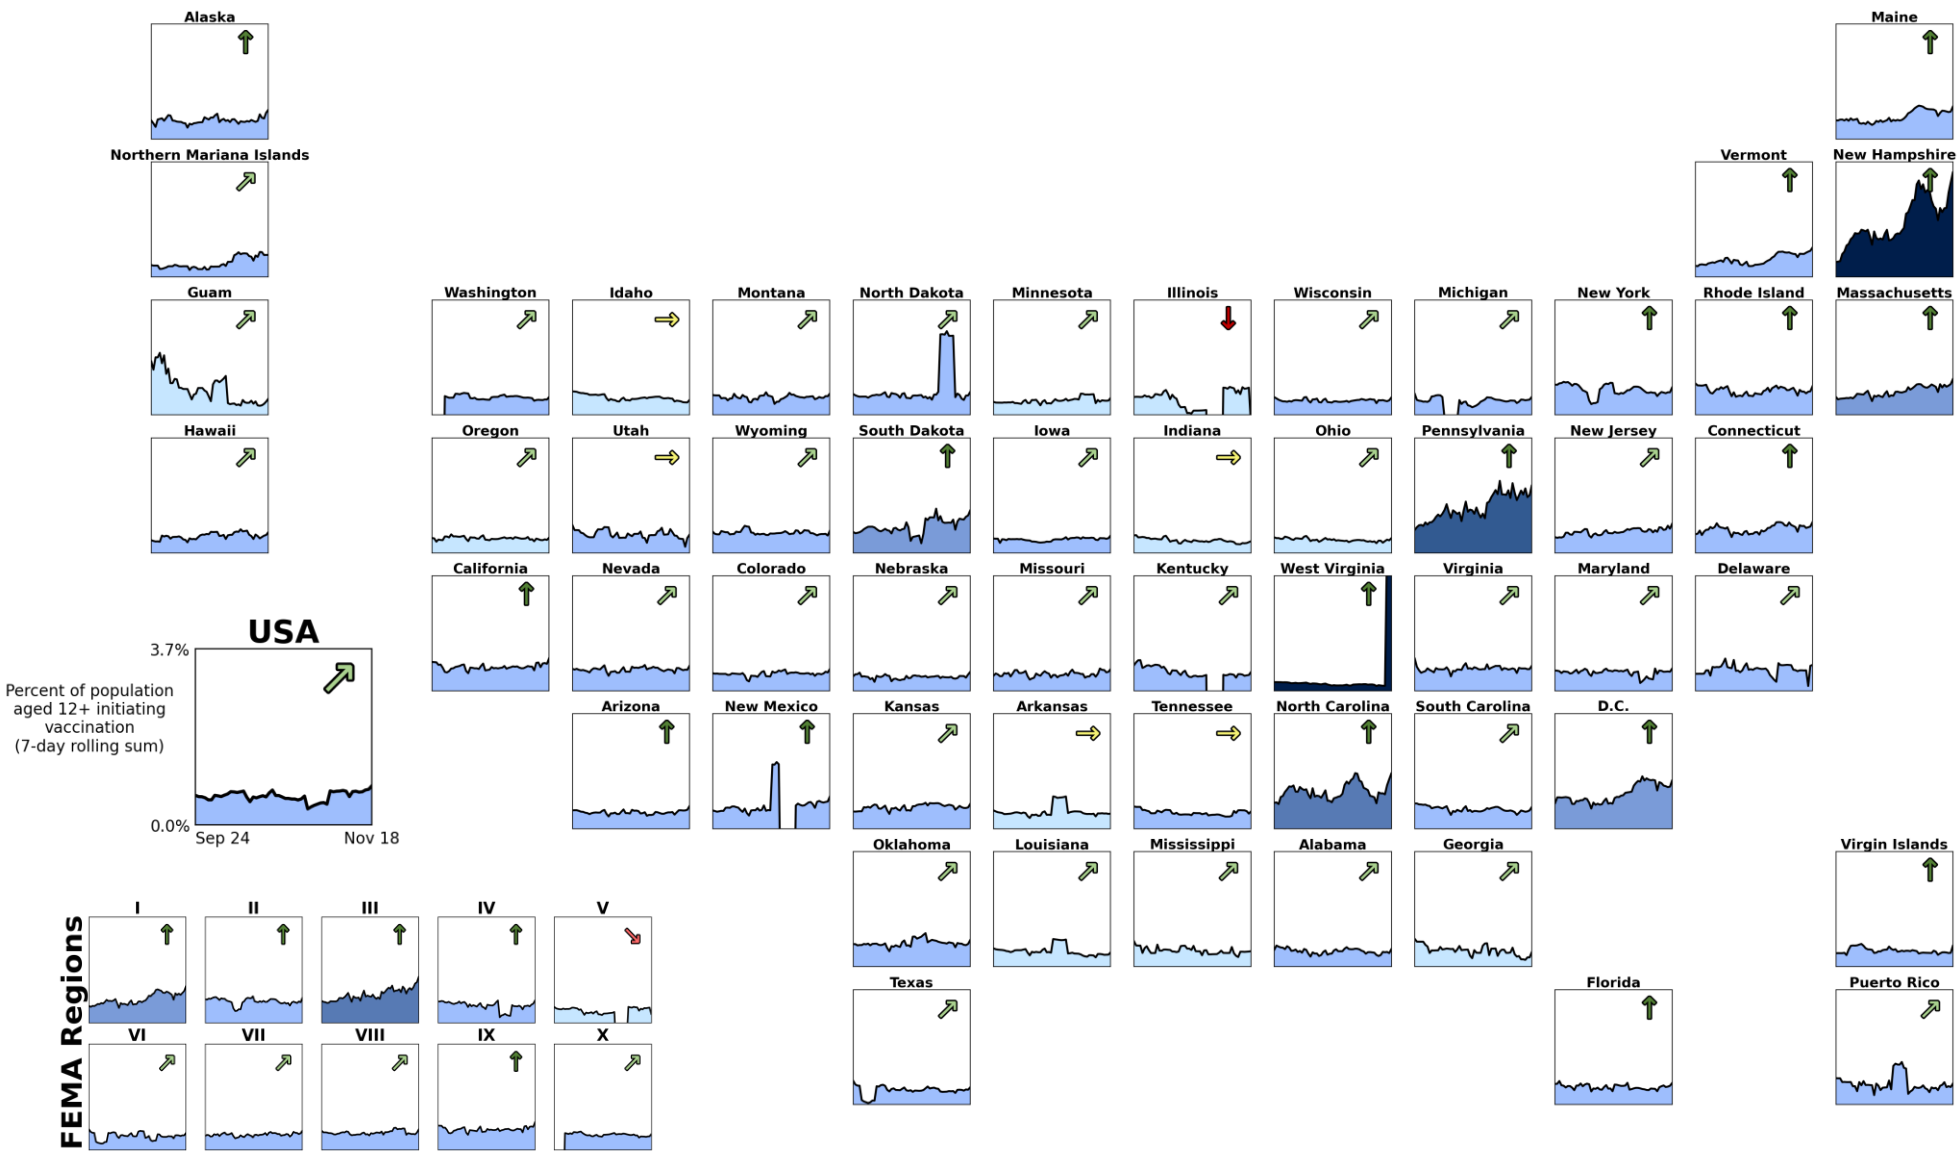 Alaska
Maine
Northern Mariana Islands
Vermont
New Hampshire
Guam
Washington
Idaho
Montana
North Dakota
Minnesota
Illinois
Wisconsin
Michigan
New York
Rhode Island
Massachusetts
Hawaii
Oregon
Utah
Wyoming
South Dakota
Iowa
Indiana
Ohio
Pennsylvania
New Jersey
Connecticut
California
Nevada
Colorado
Nebraska
Missouri
Kentucky
West Virginia
Virginia
Maryland
Delaware
USA
3.7%
Percent of population
aged 12+ initiating
vaccination
(7-day rolling sum)
0.0%
Sep 24
Nov 18
Arizona
New Mexico
Kansas
Arkansas
Tennessee
North Carolina
South Carolina
D.C.
Oklahoma
Louisiana
Mississippi
Alabama
Georgia
Virgin Islands
Texas
Florida
Puerto Rico
FEMA Regions
I
II
III
IV
V
VI
VII
VIII
IX
X